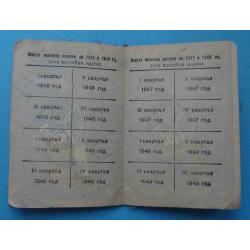 Уплата членских взносов за 1945 и 1946 гг.
(для наклейки марок)
I квартал
1945 год
II квартал
1945 год
III квартал
1945 год
IV квартал
1945 год
I квартал
1946 год
II квартал
1946 год
III квартал
1946 год
IV квартал
1946 год
Уплата членских взносов за 1947 и 1948 гг.
(для наклейки марок)
I квартал
1947 год
II квартал
1947 год
III квартал
1947 год
IV квартал
1947 год
I квартал
1948 год
II квартал
1948 год
III квартал
1948 год
IV квартал
1948 год